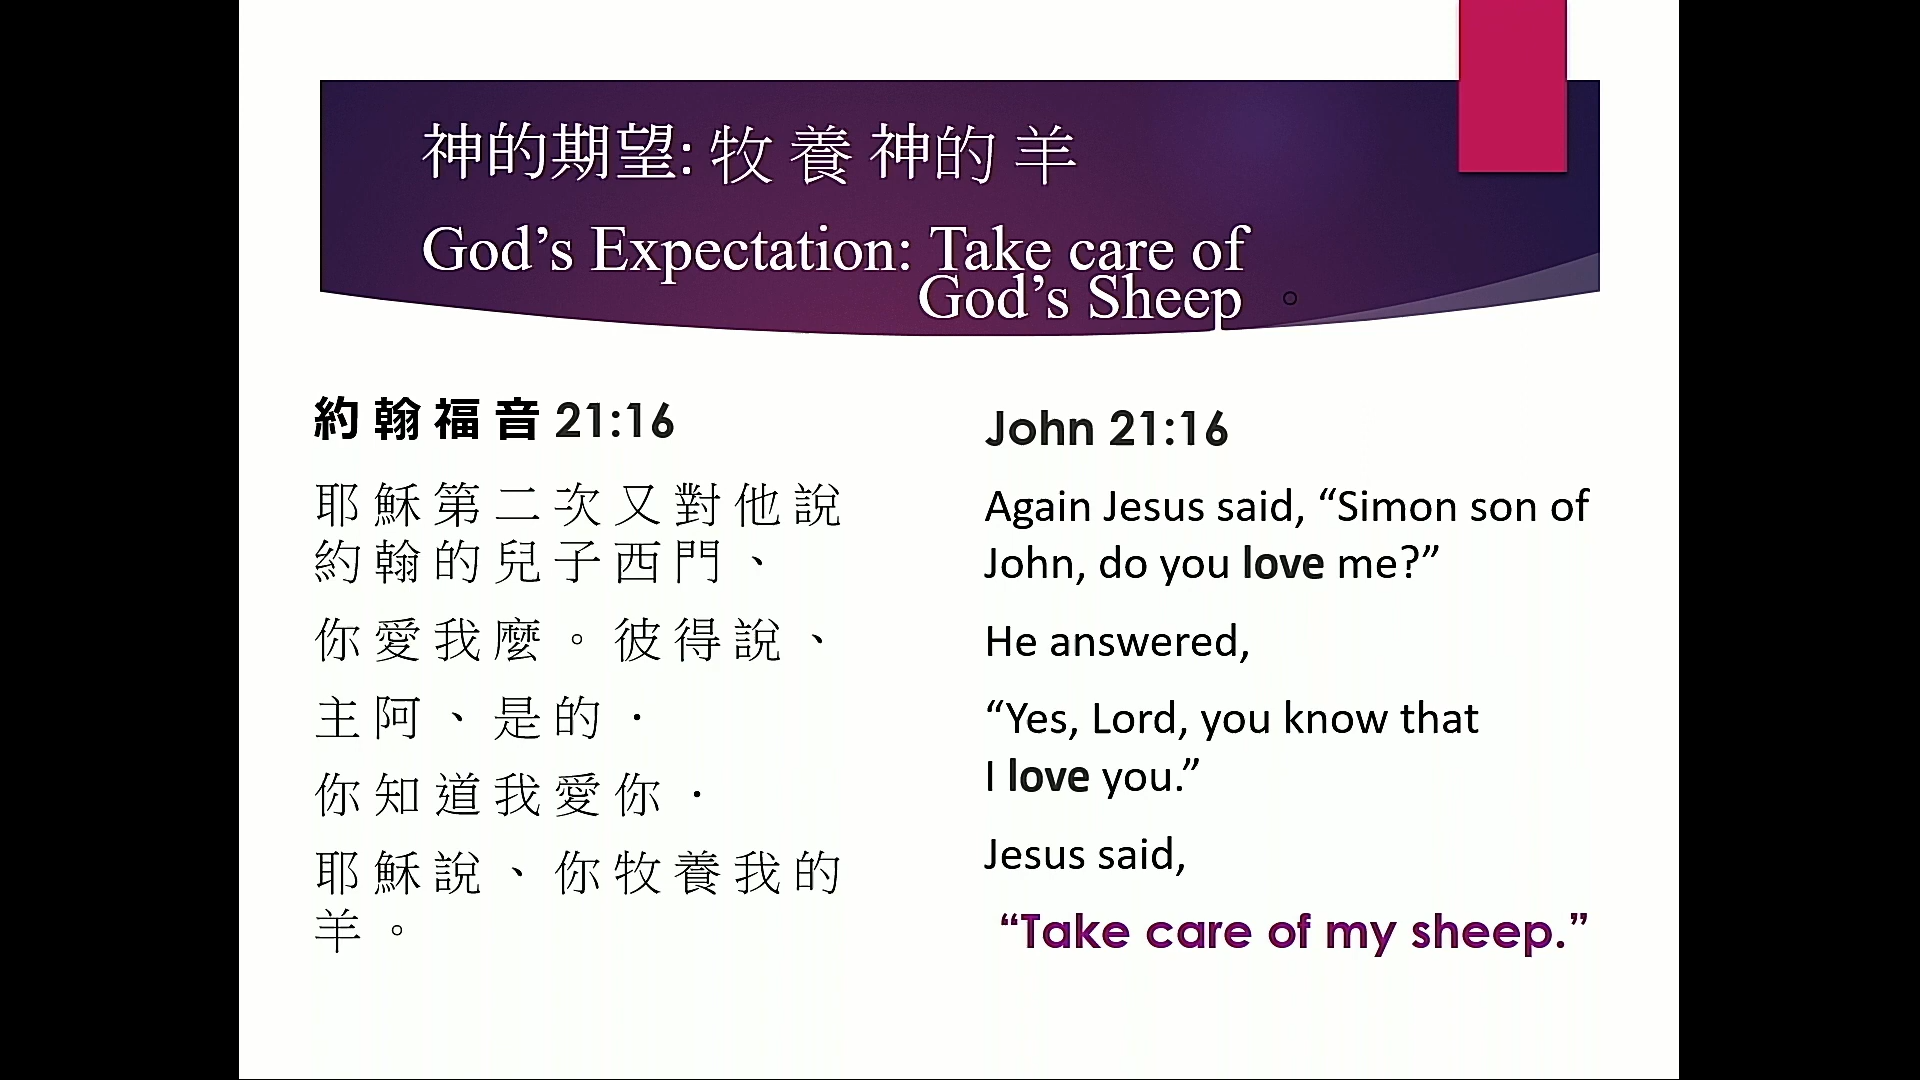 神的期望: 牧 養 神的 羊
God’s Expectation: Take care of
God’s Sheep 。
約 翰 福 音 21:16
耶 穌 第 二 次 又 對 他 說
約 翰 的 兒 子 西 門 、
你 愛 我 麼 。 彼 得 說 、
主 阿 、 是 的 ．
你 知 道 我 愛 你 ．
耶 穌 說 、 你 牧 養 我 的
羊 。
John 21:16
Again Jesus said, “Simon son of
John, do you love me?”
He answered,
“Yes, Lord, you know that
I love you.”
Jesus said,
“Take care of my sheep.”